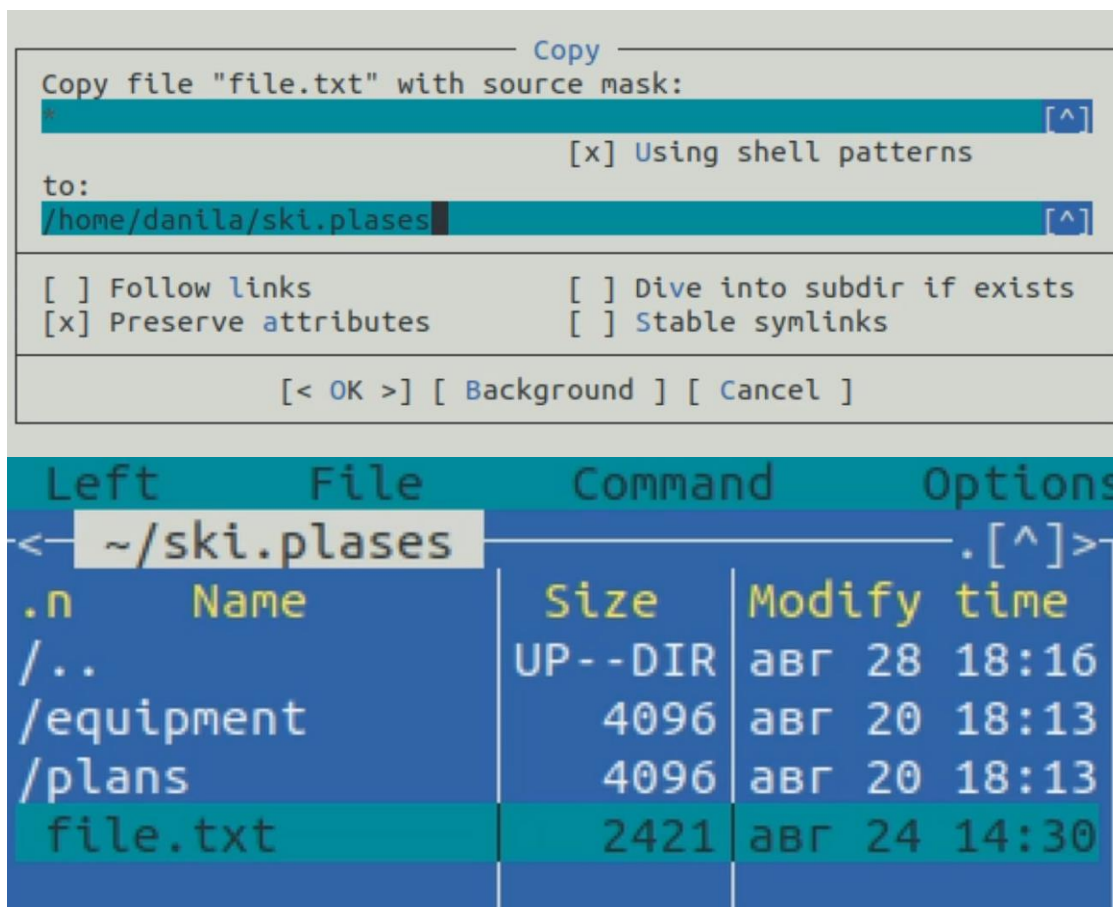 Copy
Copy file "file.txt" with source mask:
* [^]
[x] Using shell patterns
to:
/home/danila/ski.plases [^]
[ ] Follow links [ ] Dive into subdir if exists
[x] Preserve attributes [ ] Stable symlinks
[< OK >] [ Background ] [ Cancel ]
Left File Command Options
<─ ~/ski.plases ─.[^]>
.n Name Size Modify time
/.. UP--DIR авг 28 18:16
/equipment 4096 авг 20 18:13
/plans 4096 авг 20 18:13
file.txt 2421 авг 24 14:30